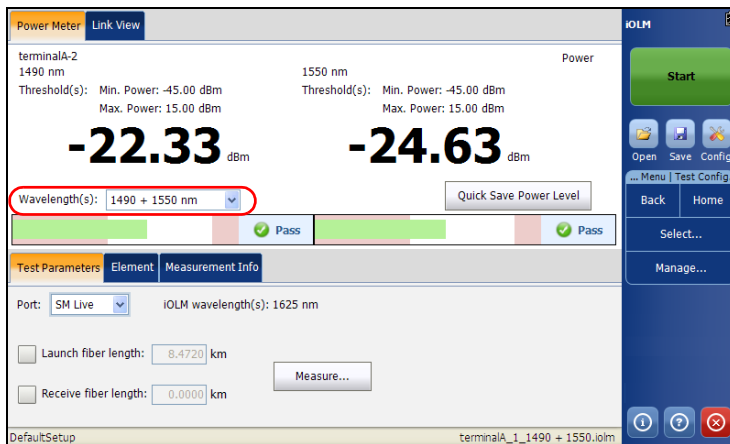 Power Meter Link View
iOLM
terminalA-2 Power
1490 nm 1550 nm
Threshold(s): Min. Power: -45.00 dBm Threshold(s): Min. Power: -45.00 dBm
Max. Power: 15.00 dBm Max. Power: 15.00 dBm
-22.33 dBm -24.63 dBm
Wavelength(s): 1490 + 1550 nm Quick Save Power Level
Pass Pass
Test Parameters Element Measurement Info
Port: SM Live iOLM wavelength(s): 1625 nm
Launch fiber length: 8.4720 km
Measure...
Receive fiber length: 0.0000 km
DefaultSetup terminalA_1_1490 + 1550.iolm
Start
Open Save Config
... Menu | Test Config.
Back Home
Select...
Manage...